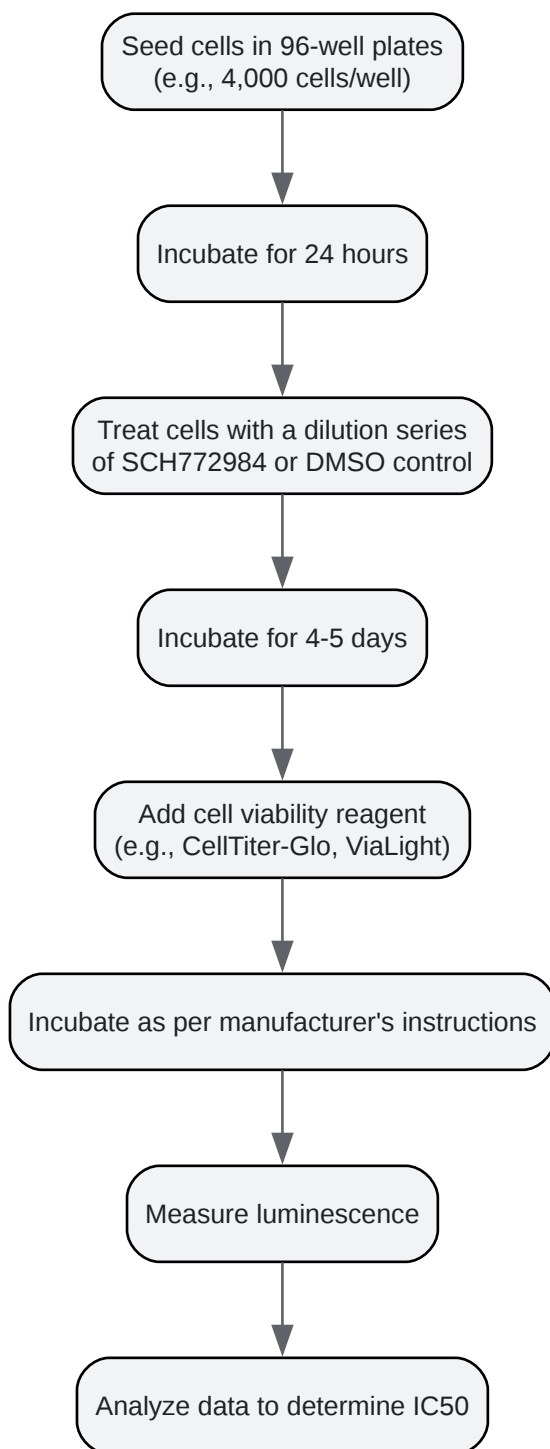 Seed cells in 96-well plates
(e.g., 4,000 cells/well)
Incubate for 24 hours
Treat cells with a dilution series
of SCH772984 or DMSO control
Incubate for 4-5 days
Add cell viability reagent
(e.g., CellTiter-Glo, ViaLight)
Incubate as per manufacturer's instructions
Measure luminescence
Analyze data to determine IC50